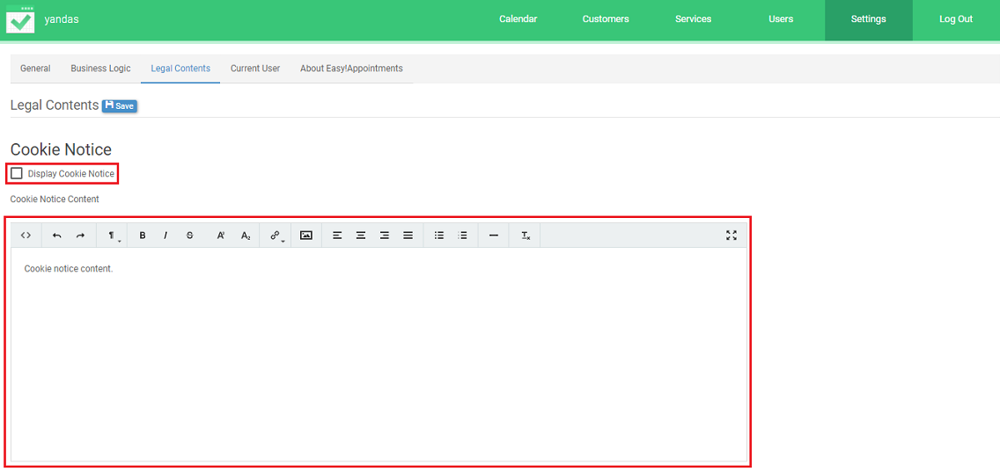 yandas Calendar Customers Services Users Settings Log Out
General Business Logic Legal Contents Current User About Easy!Appointments
Legal Contents Save
Cookie Notice
Display Cookie Notice
Cookie Notice Content
Cookie notice content.